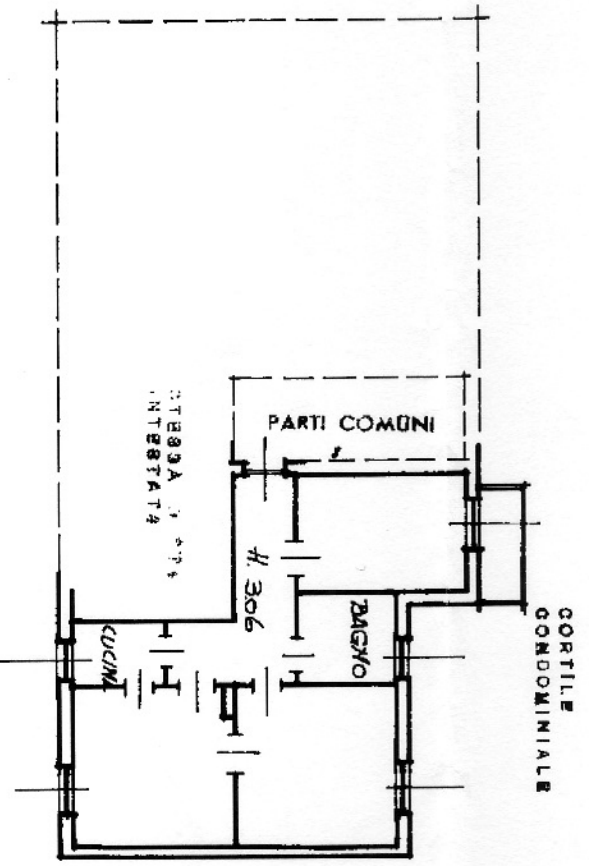 PARTI COMUNI
STESSA
INTESTATA
H. 306
BAGNO
CUCINA
CORTILE
CONDOMINIALE